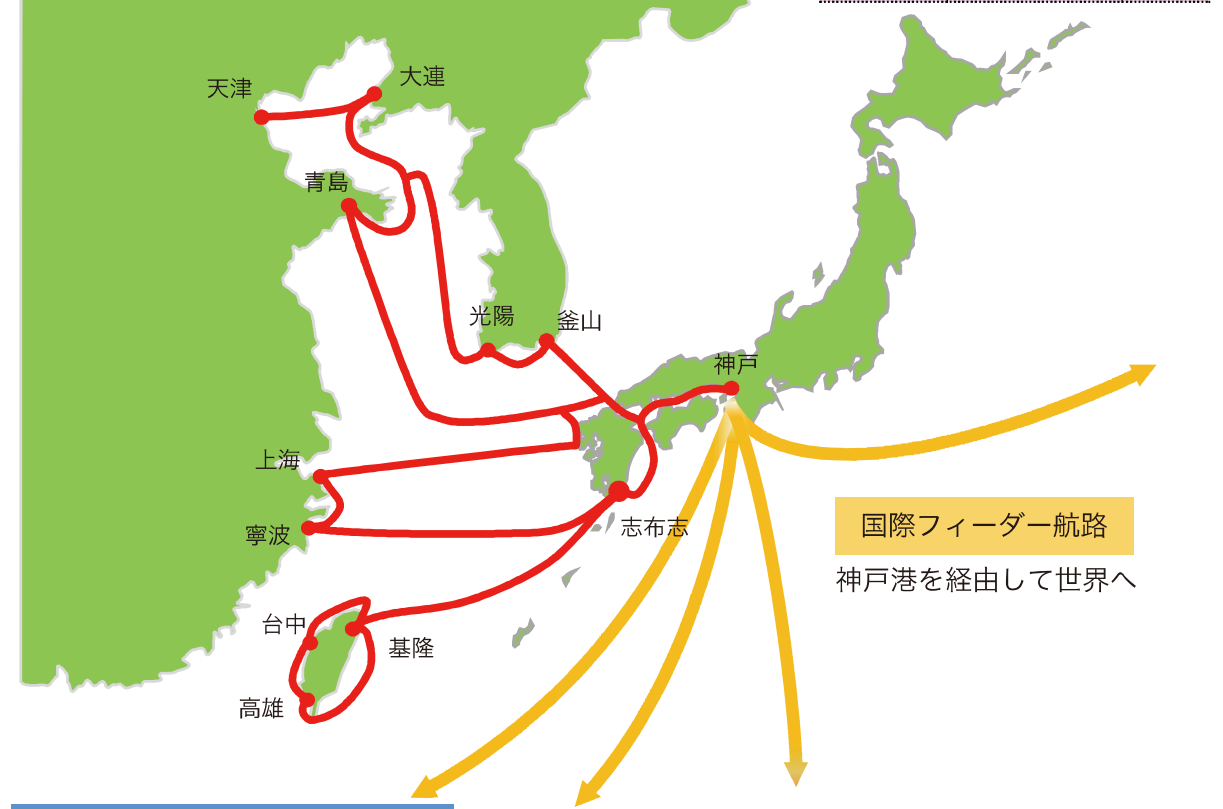 大連
天津
青島
光陽
釜山
神戸
上海
国際フィーダー航路
志布志
寧波
神戸港を経由して世界へ
台中
基隆
高雄